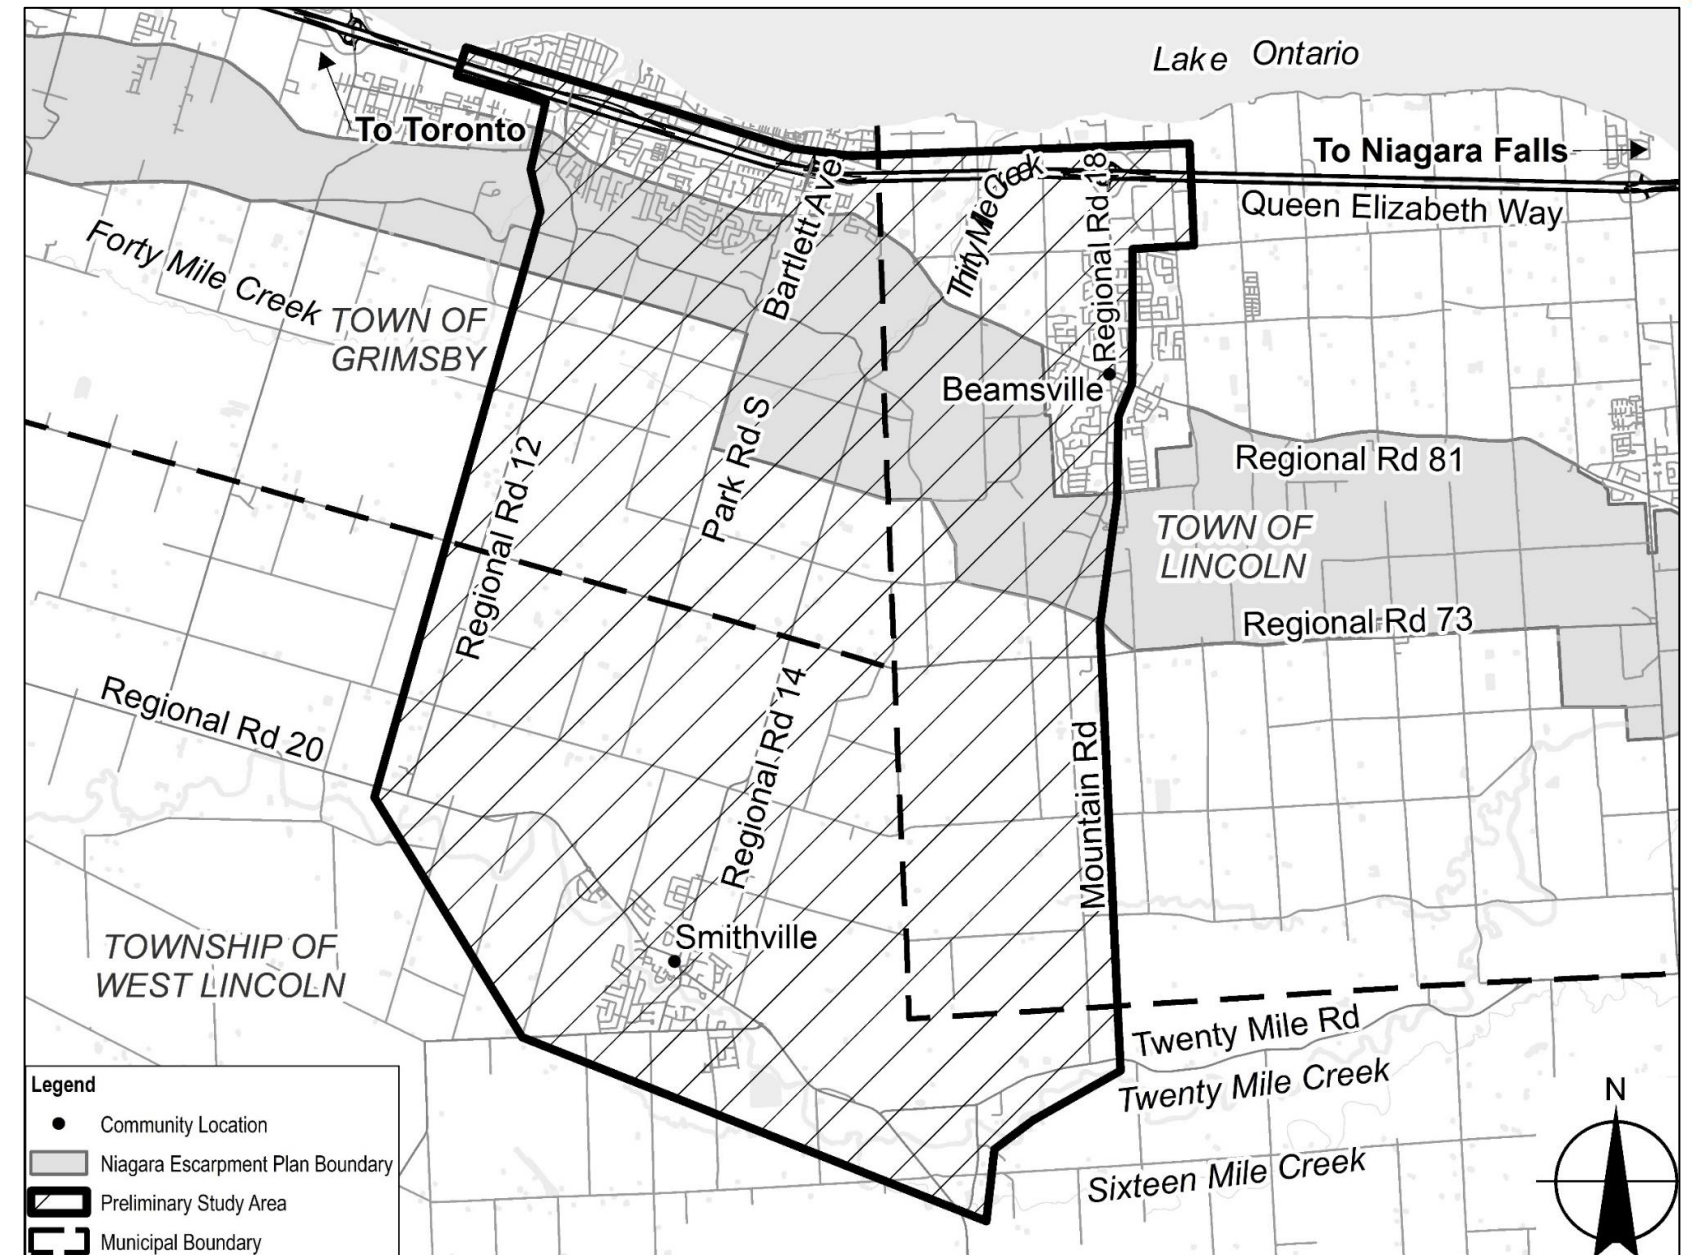 Lake Ontario
To Toronto
To Niagara Falls
Queen Elizabeth Way
Bartlett Ave
Thirty Mile Creek
Regional Rd 18
Forty Mile Creek
TOWN OF
GRIMSBY
Beamsville
Park Rd S
Regional Rd 12
Regional Rd 81
TOWN OF
LINCOLN
Regional Rd 73
Regional Rd 20
Regional Rd 14
Mountain Rd
Smithville
TOWNSHIP OF
WEST LINCOLN
Twenty Mile Rd
Twenty Mile Creek
Sixteen Mile Creek
N
Legend
Community Location
Niagara Escarpment Plan Boundary
Preliminary Study Area
Municipal Boundary